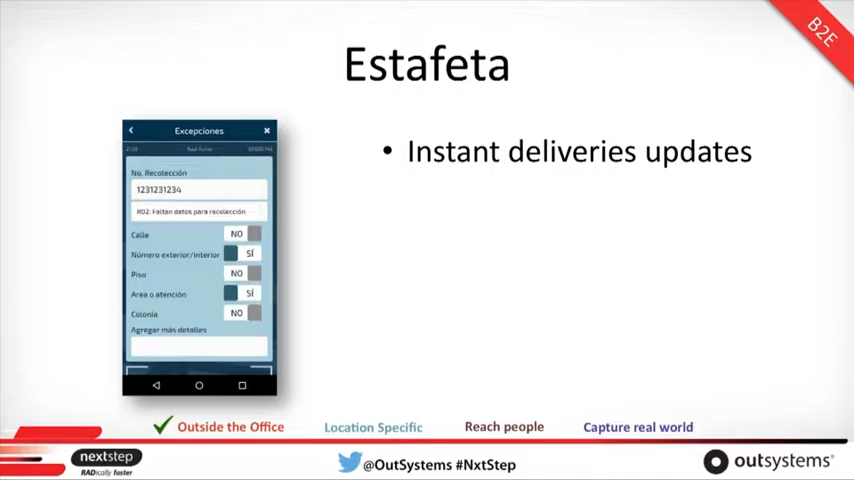 B2E
Estafeta
• Instant deliveries updates
Excepciones
No. Recolección
1231231234
R02: Faltan datos para recolección
Calle NO
Número exterior/interior SÍ
Piso NO
Area o atención SÍ
Colonia NO
Agregar más detalles
Outside the Office Location Specific Reach people Capture real world
nextstep
RADically faster
@OutSystems #NxtStep
outsystems®